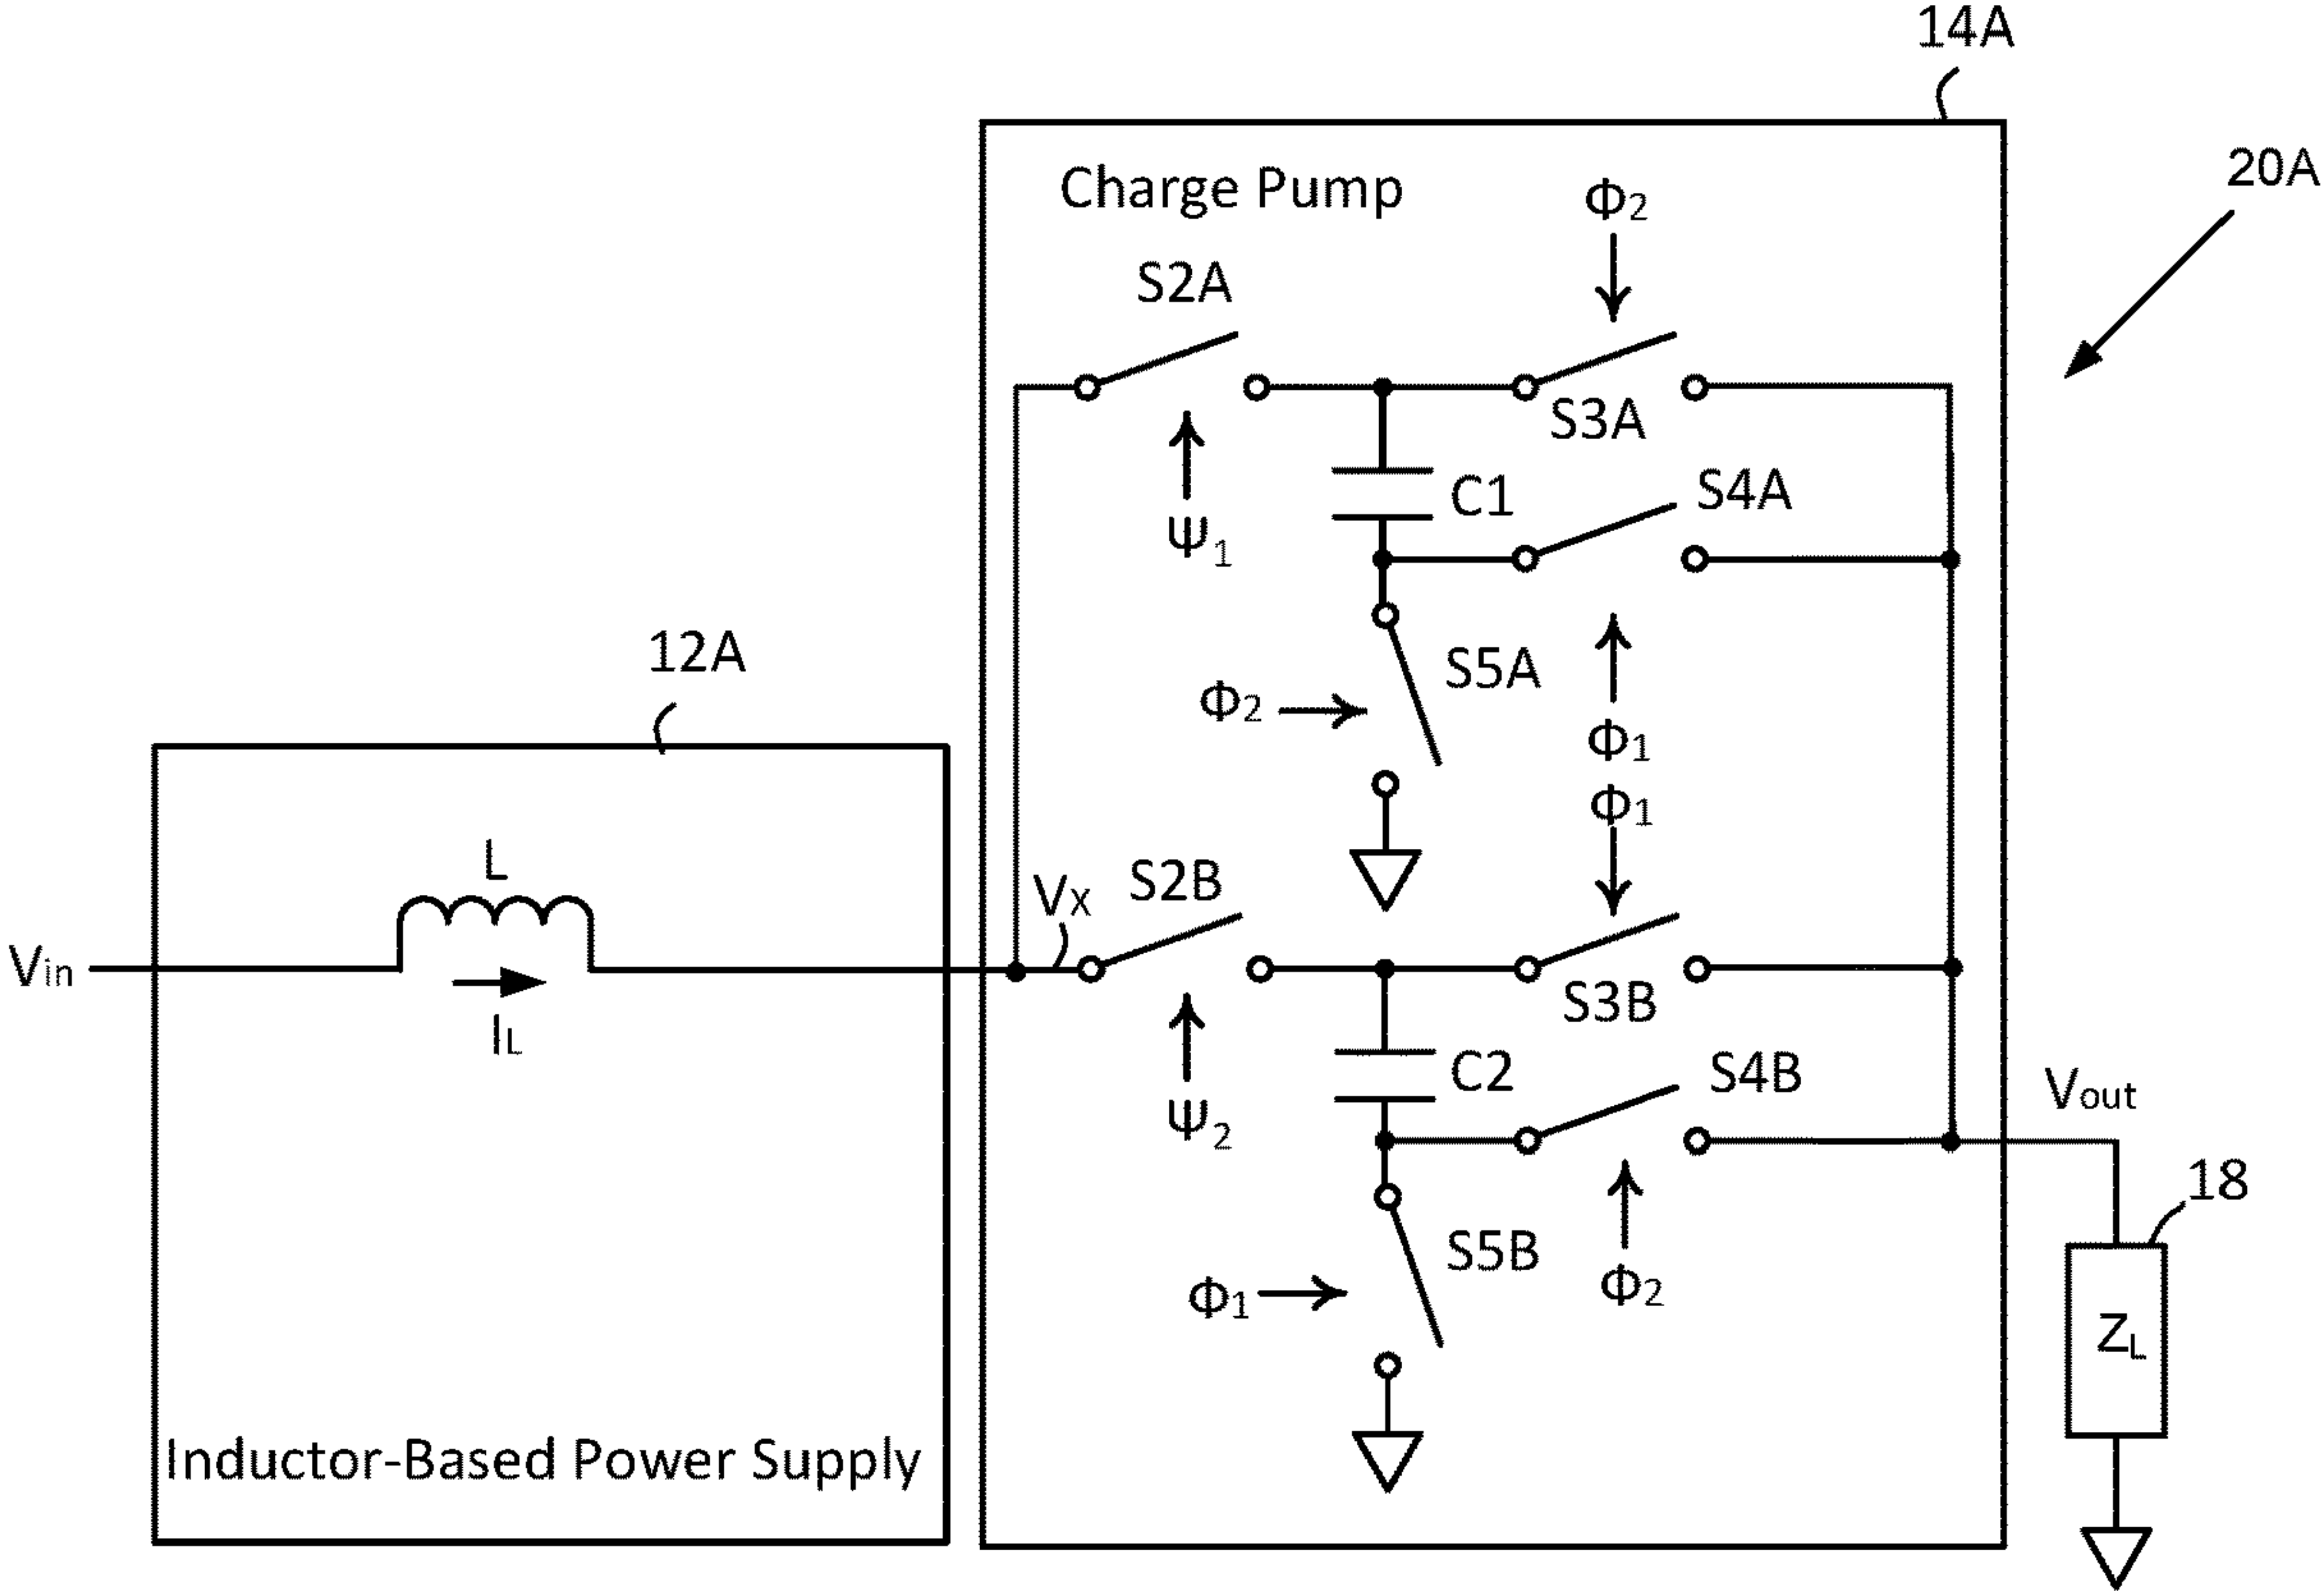 14A
20A
Charge Pump
Φ2
S2A
S3A
S4A
C1
Ψ1
12A
S5A
Φ2
Φ1
Φ1
L
VX
S2B
Vin
IL
S3B
C2
S4B
Vout
Ψ2
18
S5B
Φ1
Φ2
ZL
Inductor-Based Power Supply